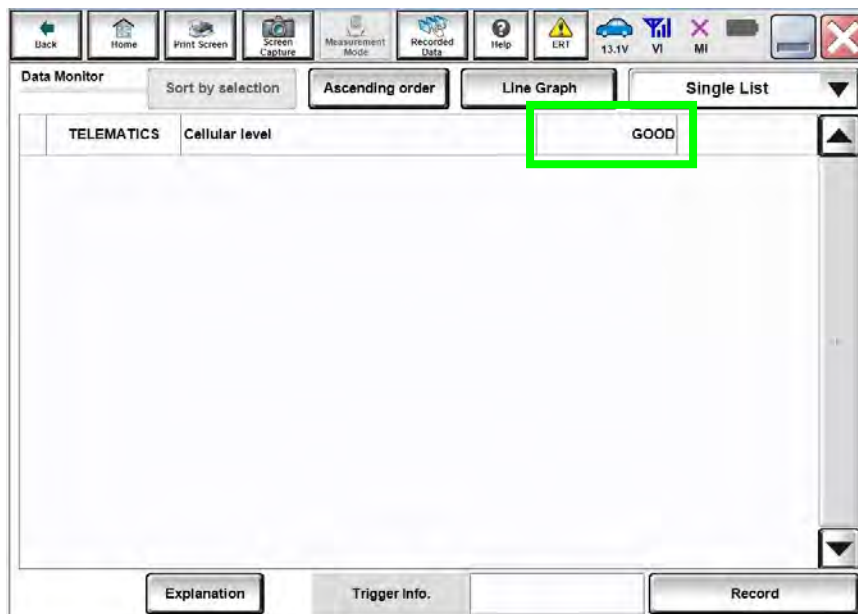 Back
Home
Print Screen
Screen Capture
Measurement Mode
Recorded Data
Help
ERT
13.1V
VI
MI
Data Monitor
Sort by selection
Ascending order
Line Graph
Single List
TELEMATICS Cellular level GOOD
Explanation
Trigger Info.
Record